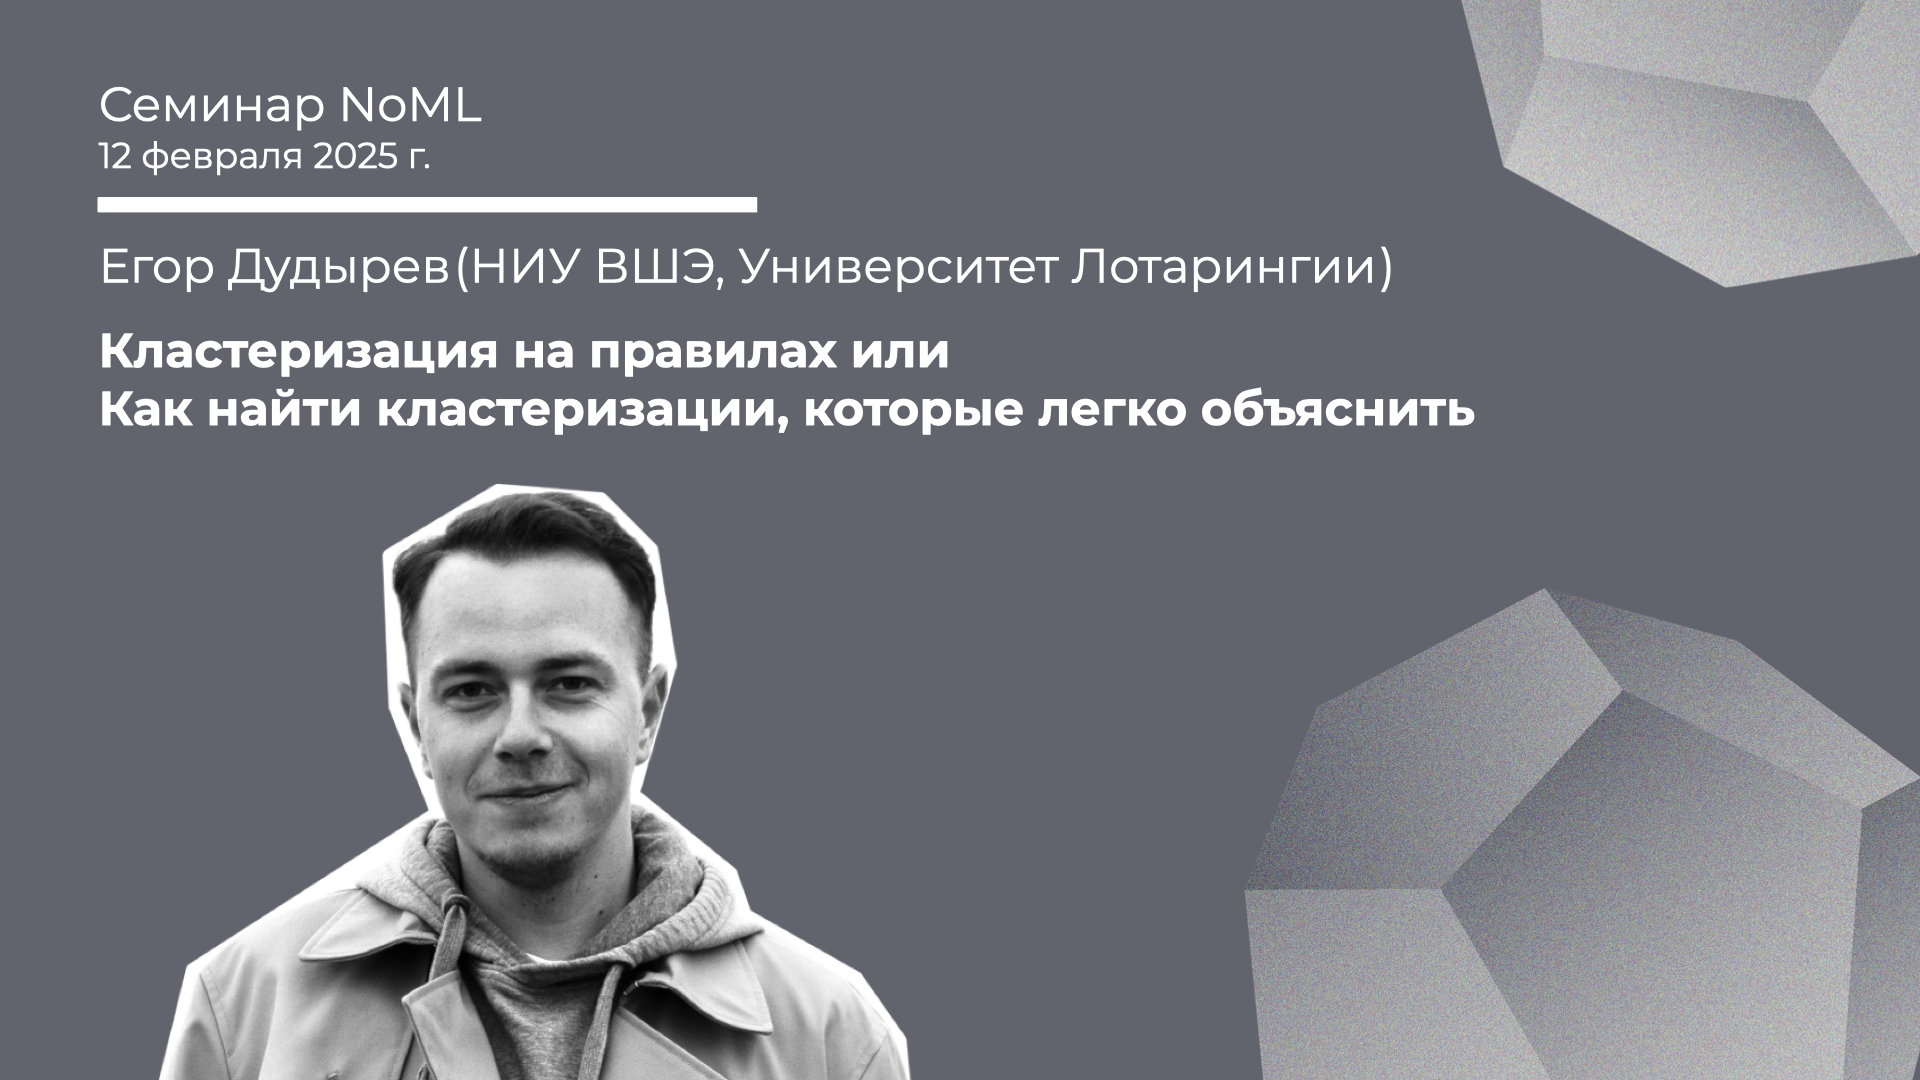 Семинар NoML
12 февраля 2025 г.
Егор Дудырев (НИУ ВШЭ, Университет Лотарингии)
Кластеризация на правилах или
Как найти кластеризации, которые легко объяснить